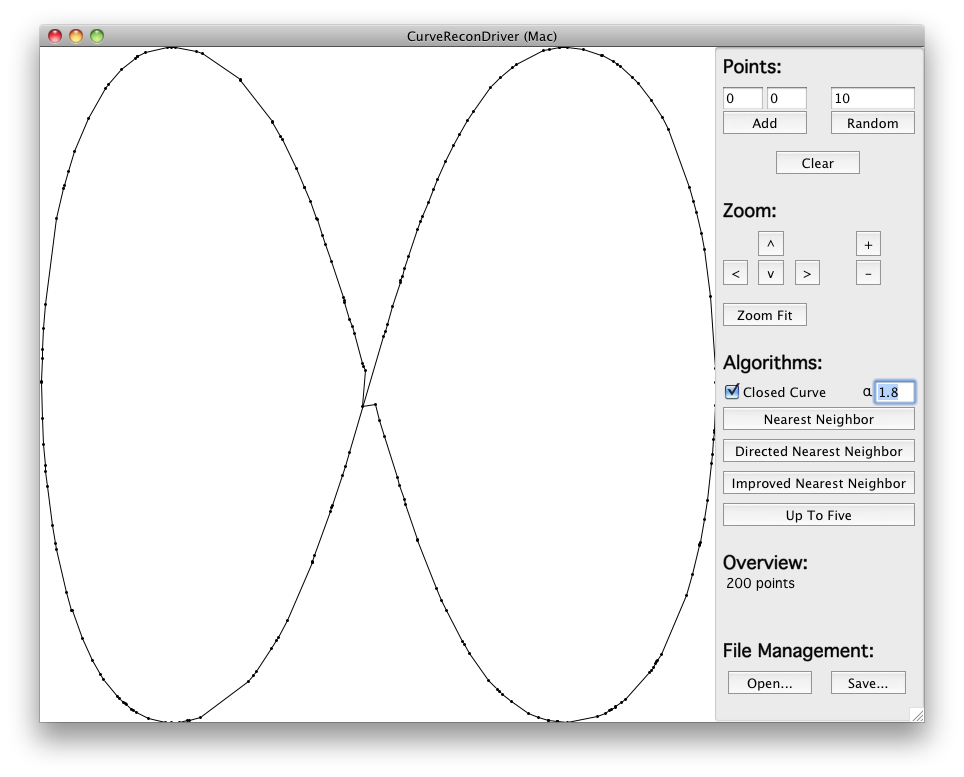 CurveReconDriver (Mac)
Points:
0 0 10
Add Random
Clear
Zoom:
^ +
< v > -
Zoom Fit
Algorithms:
Closed Curve α 1.8
Nearest Neighbor
Directed Nearest Neighbor
Improved Nearest Neighbor
Up To Five
Overview:
200 points
File Management:
Open... Save...